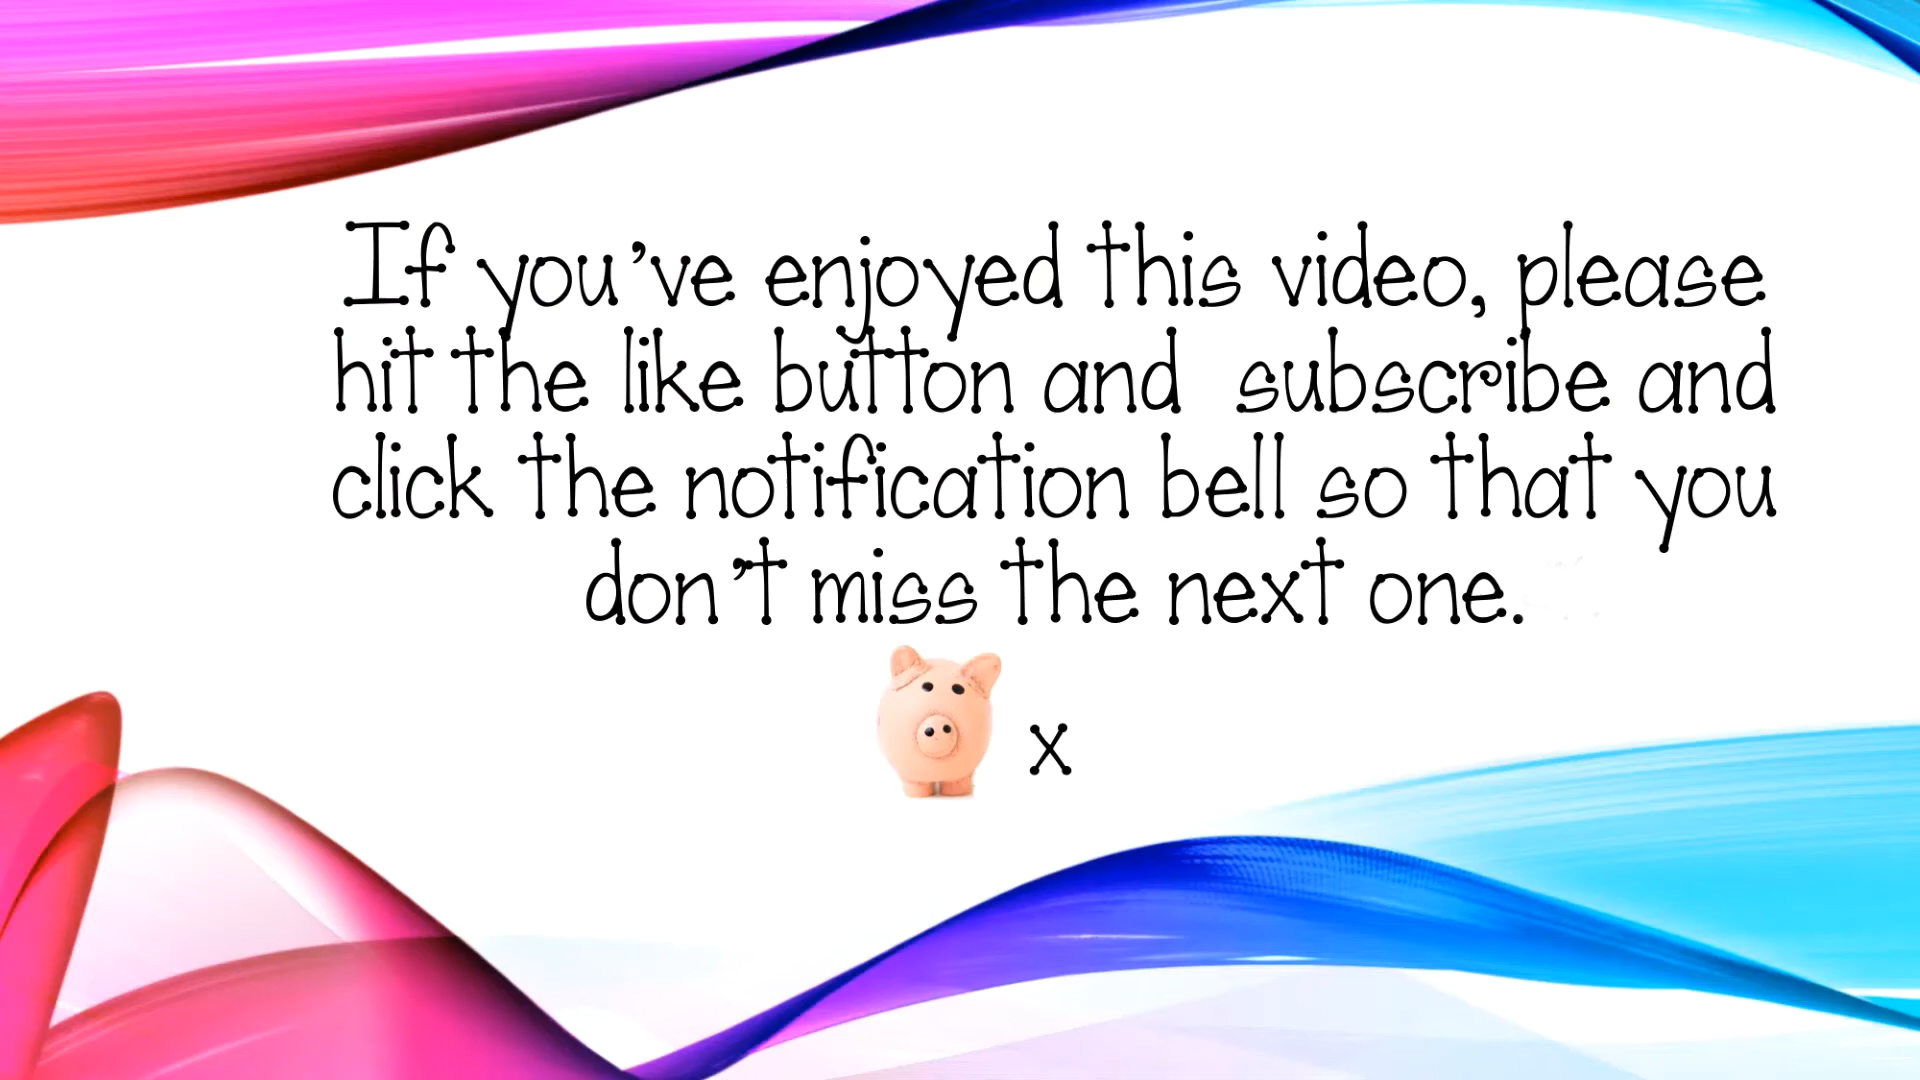 If you've enjoyed this video, please
hit the like button and subscribe and
click the notification bell so that you
don't miss the next one.
x